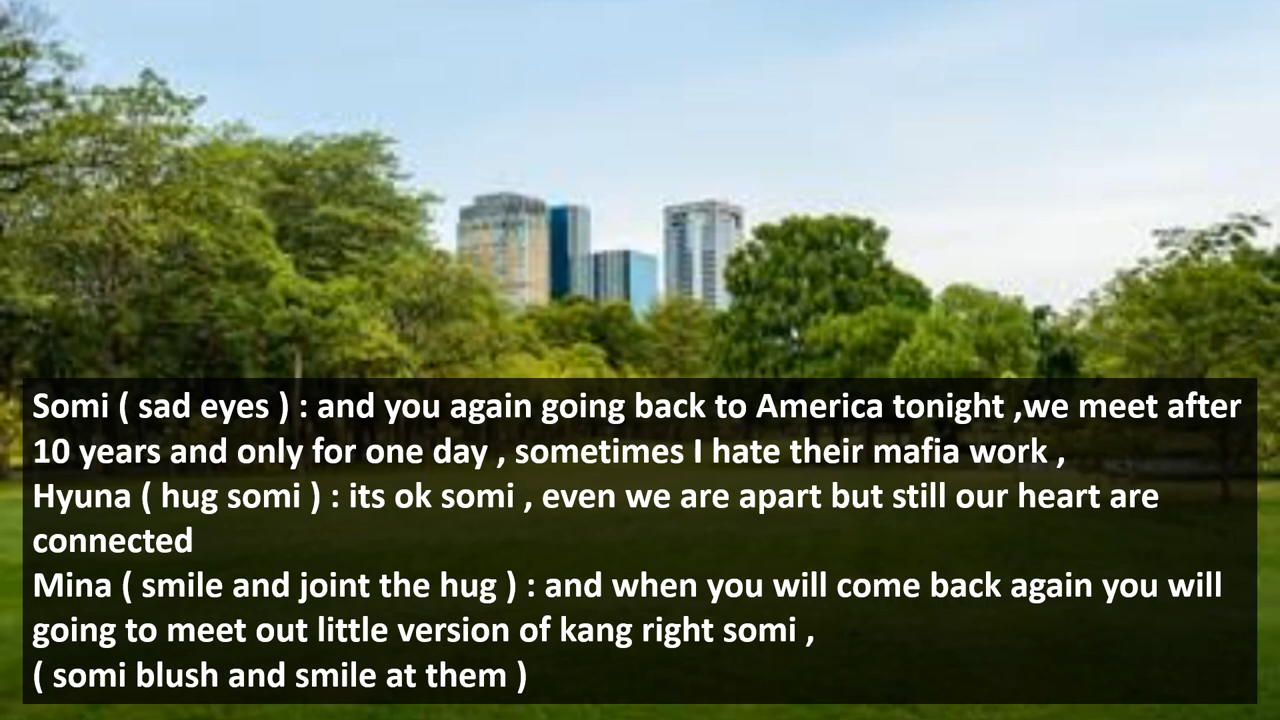 Somi ( sad eyes ) : and you again going back to America tonight ,we meet after
10 years and only for one day , sometimes I hate their mafia work ,
Hyuna ( hug somi ) : its ok somi , even we are apart but still our heart are
connected
Mina ( smile and joint the hug ) : and when you will come back again you will
going to meet out little version of kang right somi ,
( somi blush and smile at them )